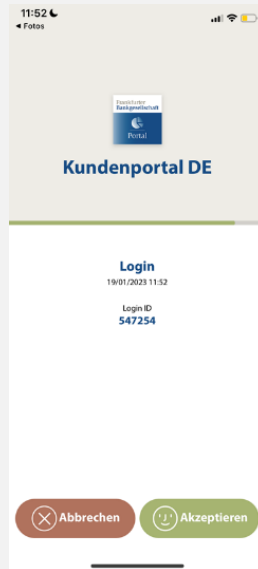 11:52
◄ Fotos
Frankfurter
Bankgesellschaft
Portal
Kundenportal DE
Login
19/01/2023 11:52
Login ID
547254
Abbrechen
Akzeptieren